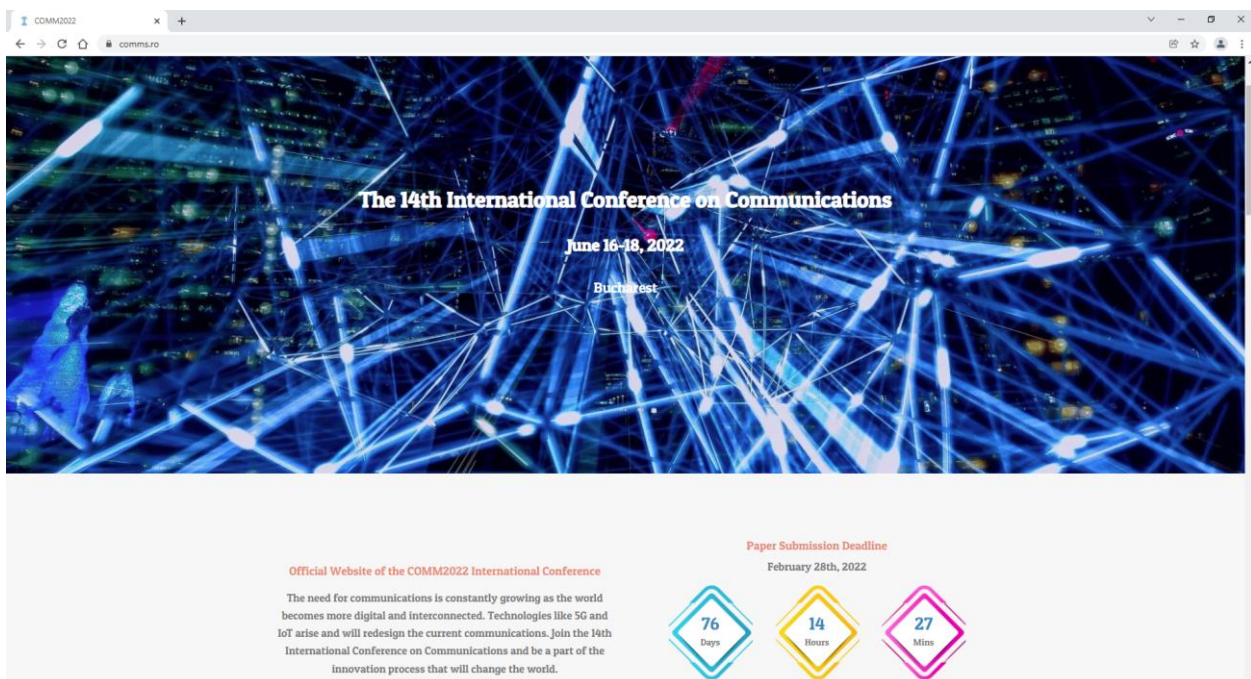 COMM2022
comms.ro
The 14th International Conference on Communications
June 16-18, 2022
Bucharest
Official Website of the COMM2022 International Conference
The need for communications is constantly growing as the world
becomes more digital and interconnected. Technologies like 5G and
IoT arise and will redesign the current communications. Join the 14th
International Conference on Communications and be a part of the
innovation process that will change the world.
Paper Submission Deadline
February 28th, 2022
76 14 27
Days Hours Mins